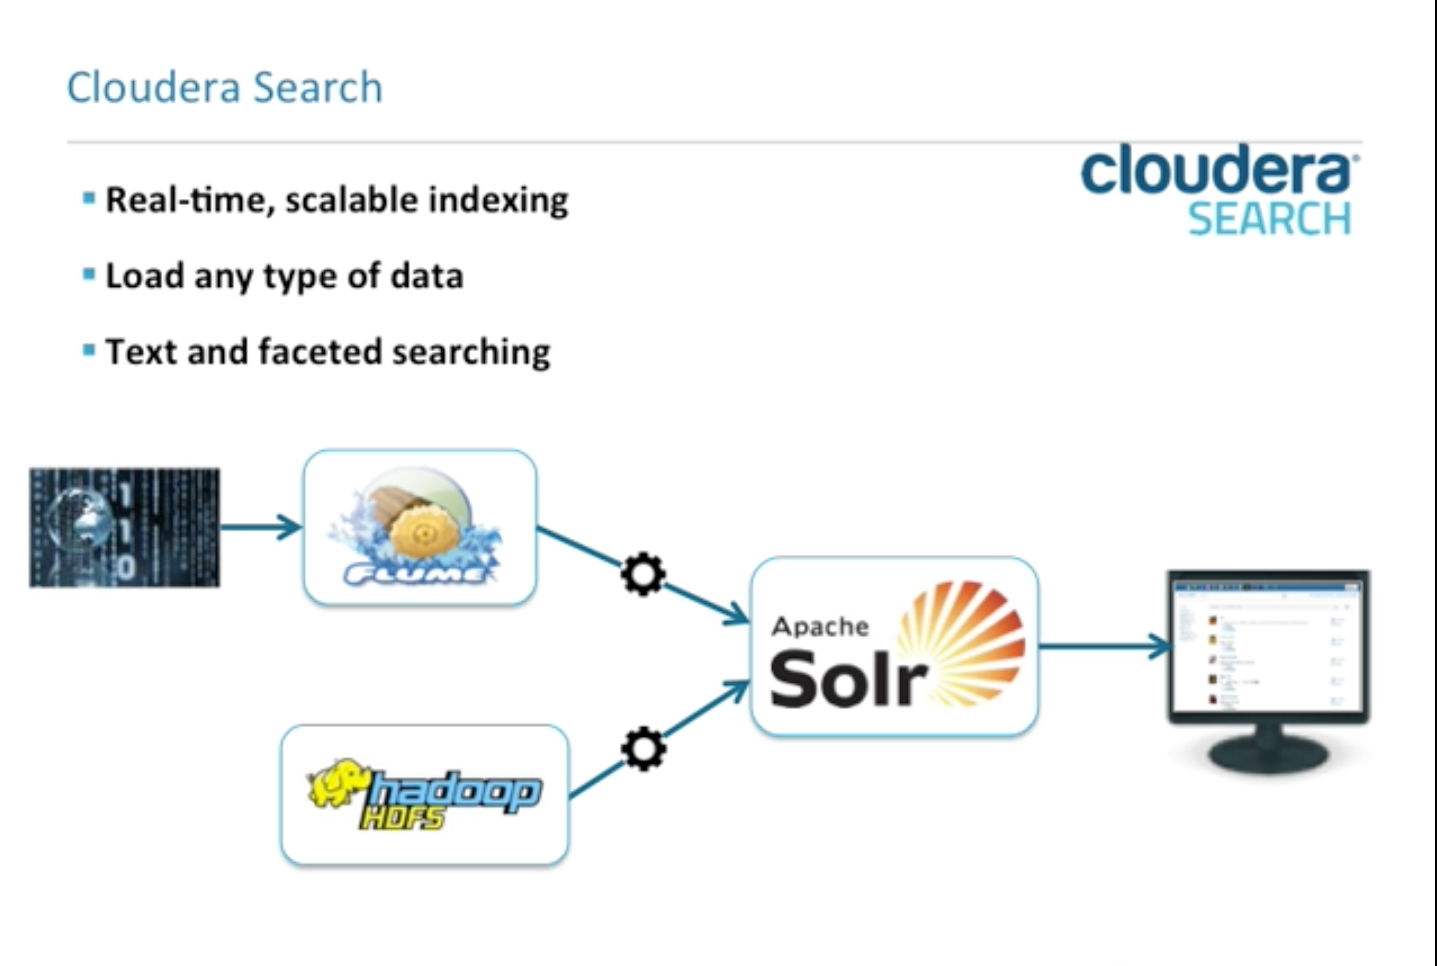 Cloudera Search
cloudera
SEARCH
Real-time, scalable indexing
Load any type of data
Text and faceted searching
110
FLUME
Apache
Solr
hadoop
HDFS